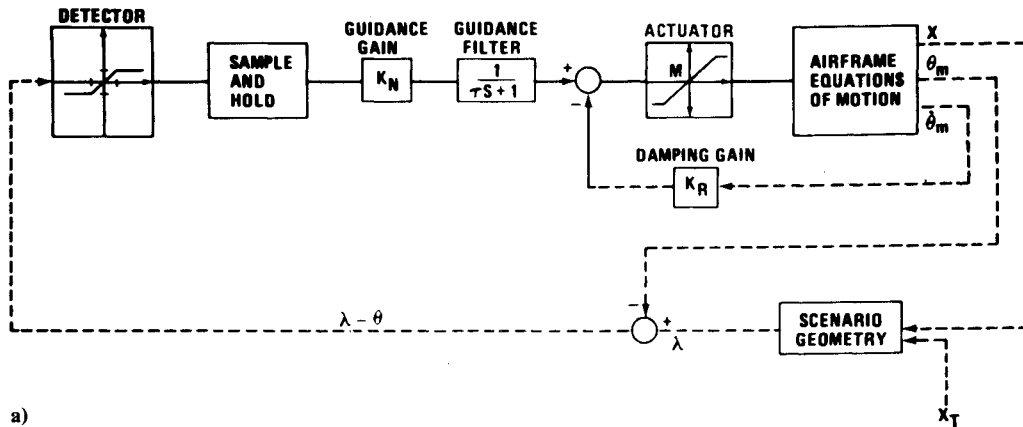 DETECTOR
SAMPLE
AND
HOLD
GUIDANCE
GAIN
K_N
GUIDANCE
FILTER
1
τS + 1
+
−
ACTUATOR
M
AIRFRAME
EQUATIONS
OF MOTION
X
θ_m
θ̇_m
DAMPING GAIN
K_R
−
+
λ
λ − θ
SCENARIO
GEOMETRY
X_T
a)